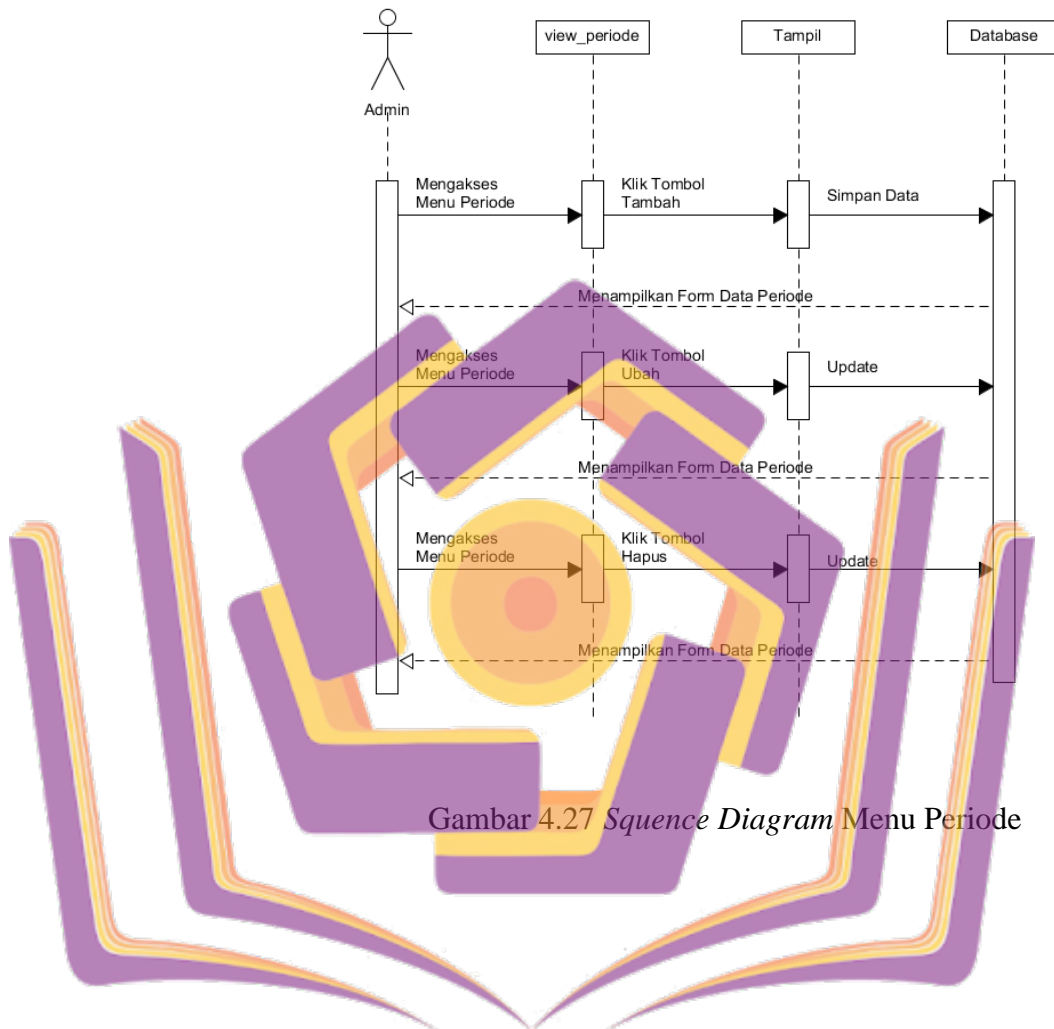 view_periode
Tampil
Database
Admin
Mengakses
Menu Periode
Klik Tombol
Tambah
Simpan Data
Menampilkan Form Data Periode
Mengakses
Menu Periode
Klik Tombol
Ubah
Update
Menampilkan Form Data Periode
Mengakses
Menu Periode
Klik Tombol
Hapus
Update
Menampilkan Form Data Periode
Gambar 4.27 Squence Diagram Menu Periode